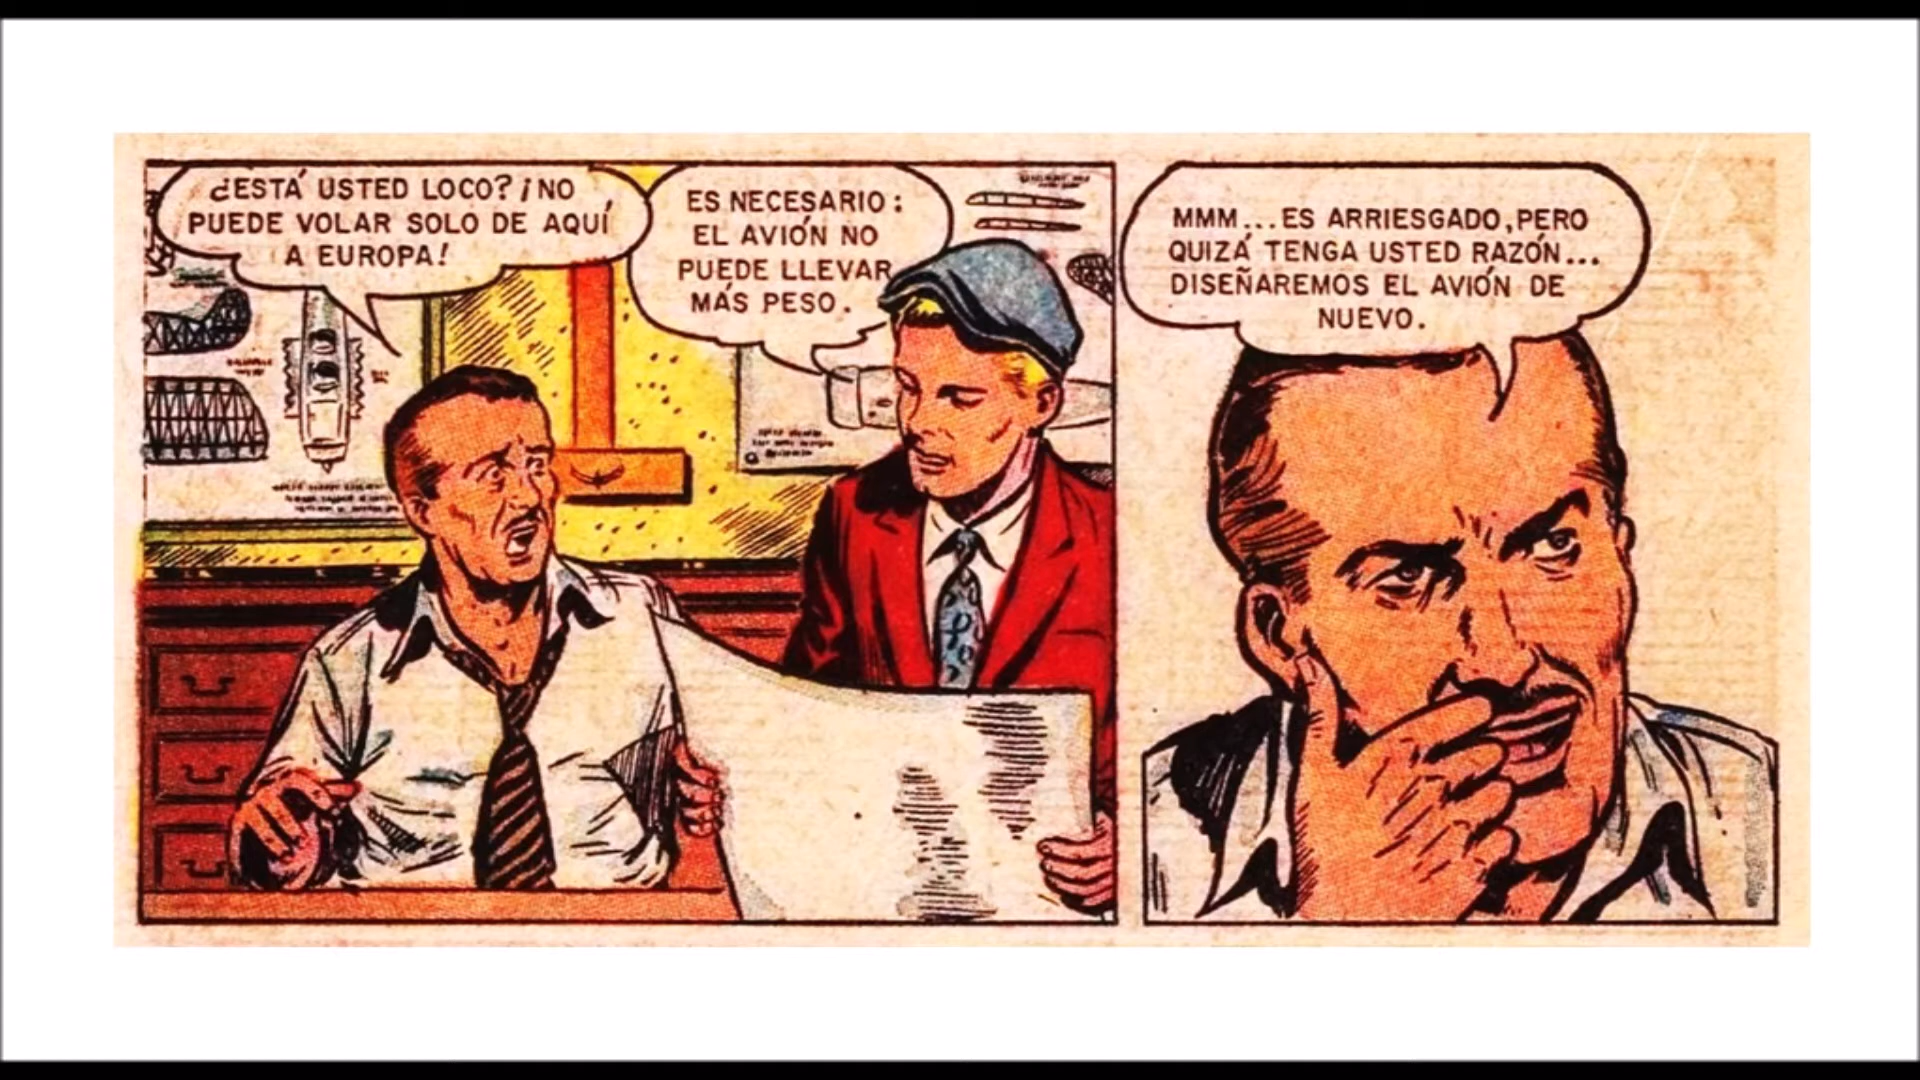 ¿ESTÁ USTED LOCO? ¡NO
PUEDE VOLAR SOLO DE AQUÍ
A EUROPA!
ES NECESARIO:
EL AVIÓN NO
PUEDE LLEVAR
MÁS PESO.
MMM...ES ARRIESGADO, PERO
QUIZÁ TENGA USTED RAZÓN...
DISEÑAREMOS EL AVIÓN DE
NUEVO.